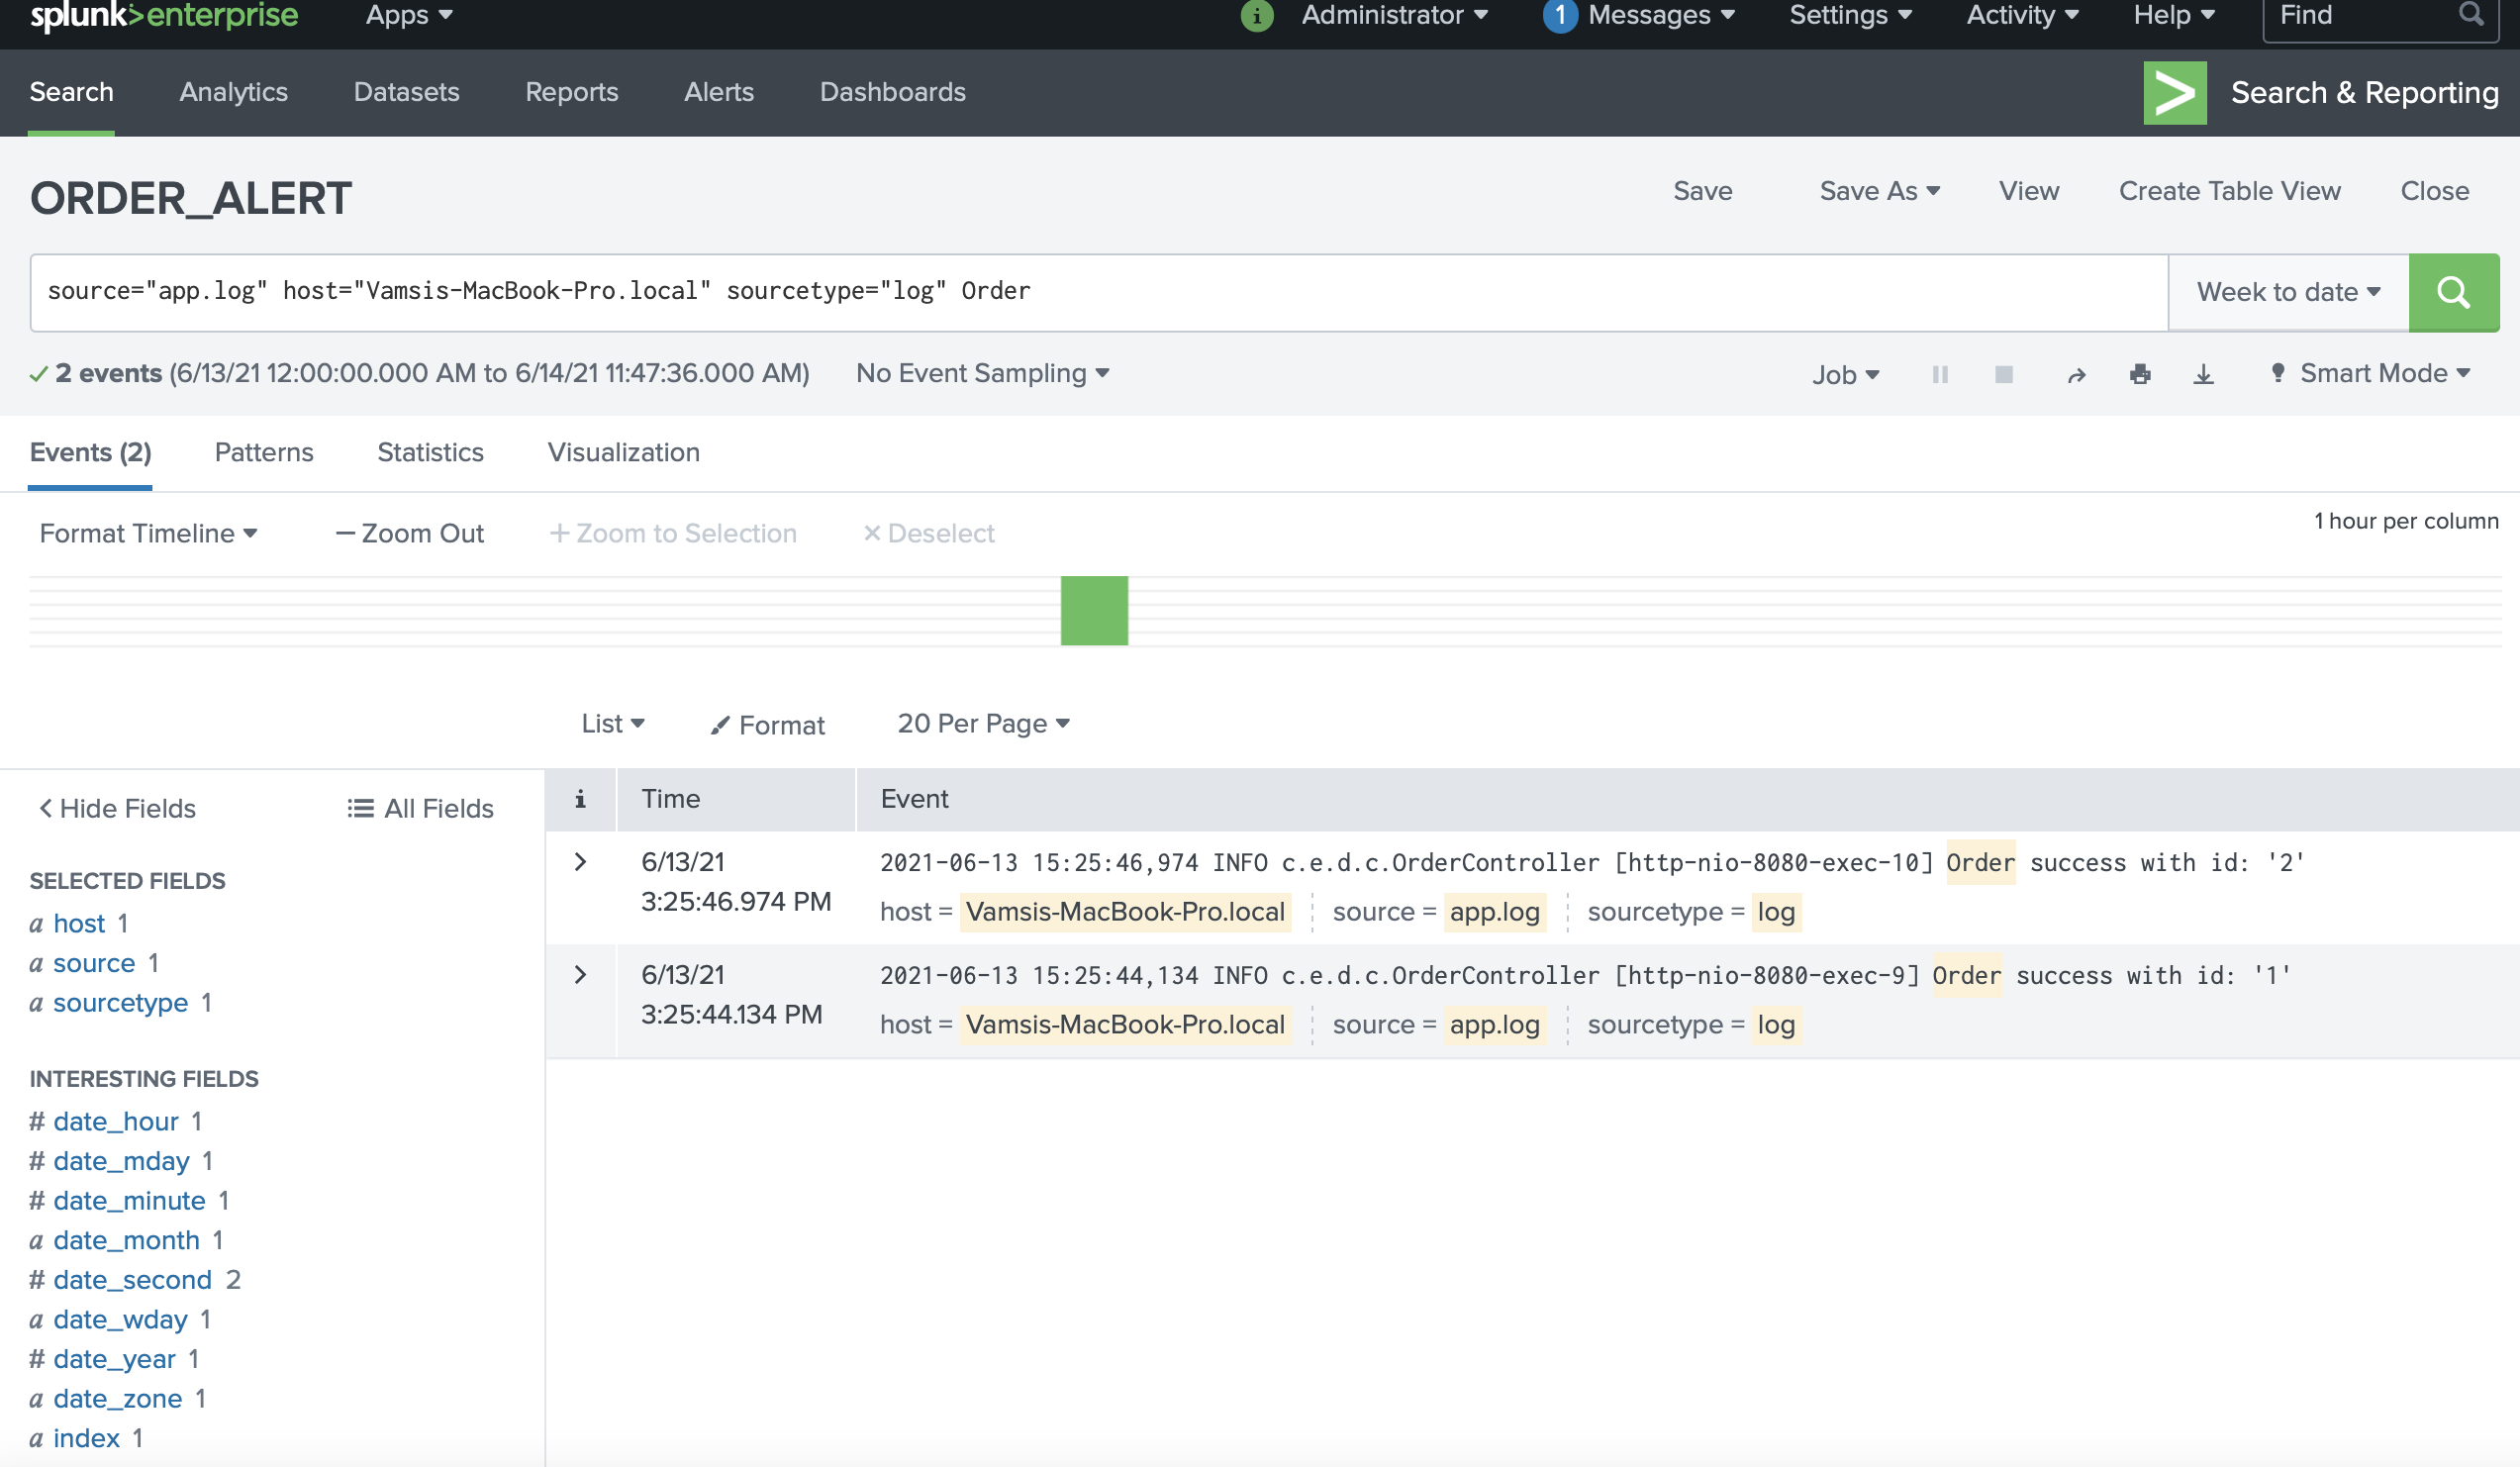 splunk>enterprise Apps Administrator 1 Messages Settings Activity Help Find
Search Analytics Datasets Reports Alerts Dashboards Search & Reporting
ORDER_ALERT Save Save As View Create Table View Close
source="app.log" host="Vamsis-MacBook-Pro.local" sourcetype="log" Order Week to date
2 events (6/13/21 12:00:00.000 AM to 6/14/21 11:47:36.000 AM) No Event Sampling Job Smart Mode
Events (2) Patterns Statistics Visualization
Format Timeline — Zoom Out + Zoom to Selection × Deselect 1 hour per column
List Format 20 Per Page
< Hide Fields All Fields
SELECTED FIELDS
a host 1
a source 1
a sourcetype 1
INTERESTING FIELDS
# date_hour 1
# date_mday 1
# date_minute 1
a date_month 1
# date_second 2
a date_wday 1
# date_year 1
a date_zone 1
a index 1
i Time Event
> 6/13/21 2021-06-13 15:25:46,974 INFO c.e.d.c.OrderController [http-nio-8080-exec-10] Order success with id: '2'
3:25:46.974 PM host = Vamsis-MacBook-Pro.local source = app.log sourcetype = log
> 6/13/21 2021-06-13 15:25:44,134 INFO c.e.d.c.OrderController [http-nio-8080-exec-9] Order success with id: '1'
3:25:44.134 PM host = Vamsis-MacBook-Pro.local source = app.log sourcetype = log